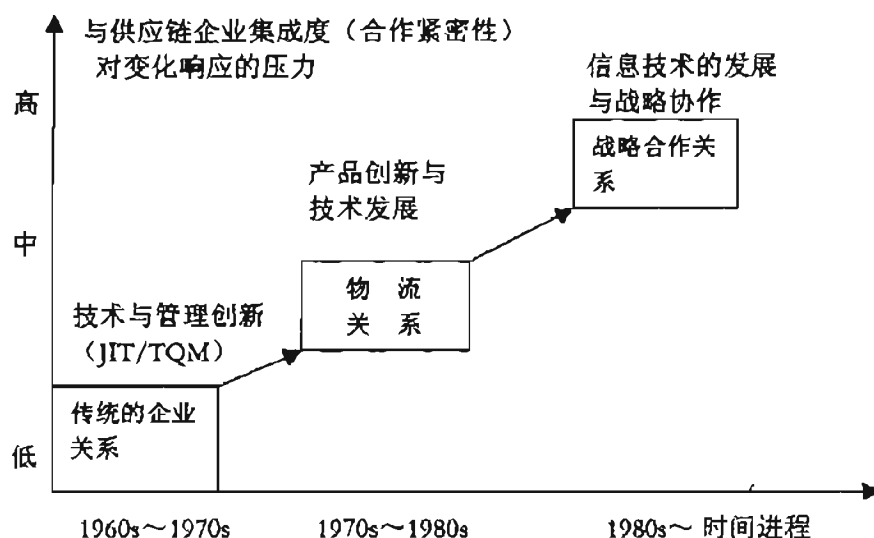 与供应链企业集成度（合作紧密性）
对变化响应的压力
信息技术的发展
与战略协作
高
战略合作关
系
产品创新与
技术发展
中
物 流
关 系
技术与管理创新
（JIT/TQM）
传统的企业
关系
低
1960s～1970s
1970s～1980s
1980s～ 时间进程